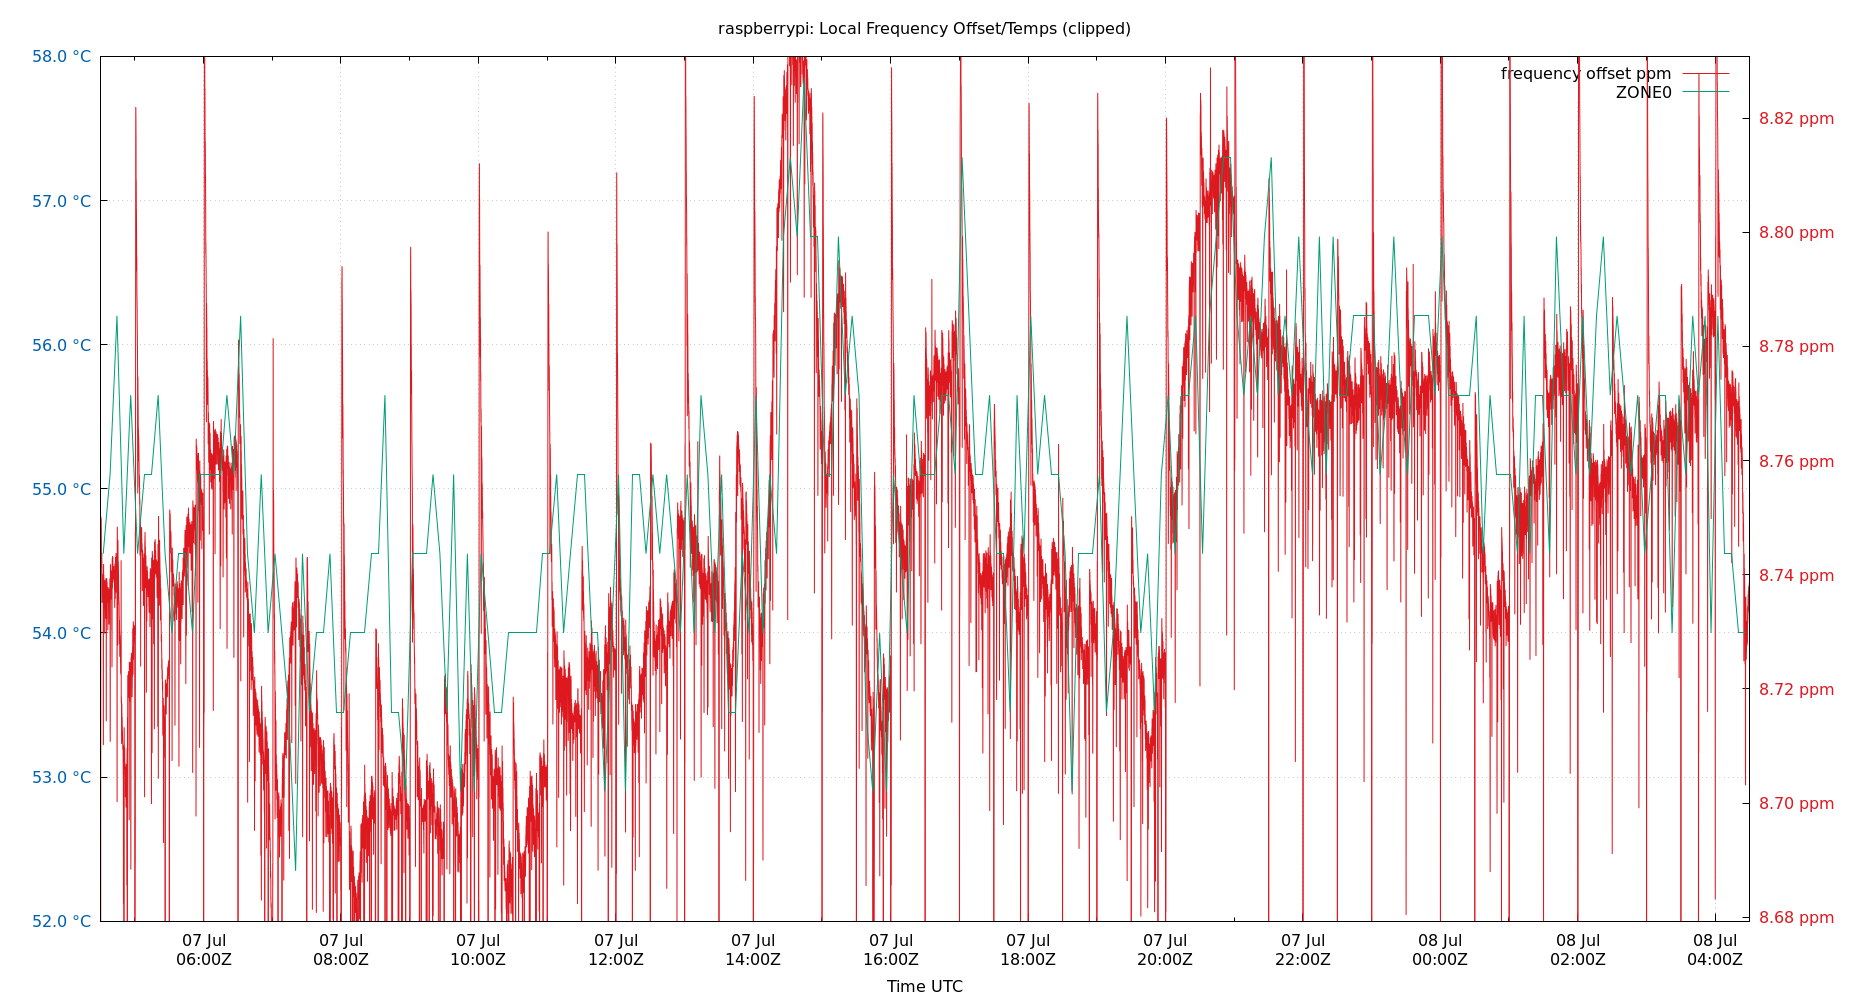 raspberrypi: Local Frequency Offset/Temps (clipped)
frequency offset ppm
ZONE0
58.0 °C
57.0 °C
56.0 °C
55.0 °C
54.0 °C
53.0 °C
52.0 °C
8.82 ppm
8.80 ppm
8.78 ppm
8.76 ppm
8.74 ppm
8.72 ppm
8.70 ppm
8.68 ppm
07 Jul
06:00Z
07 Jul
08:00Z
07 Jul
10:00Z
07 Jul
12:00Z
07 Jul
14:00Z
07 Jul
16:00Z
07 Jul
18:00Z
07 Jul
20:00Z
07 Jul
22:00Z
08 Jul
00:00Z
08 Jul
02:00Z
08 Jul
04:00Z
Time UTC